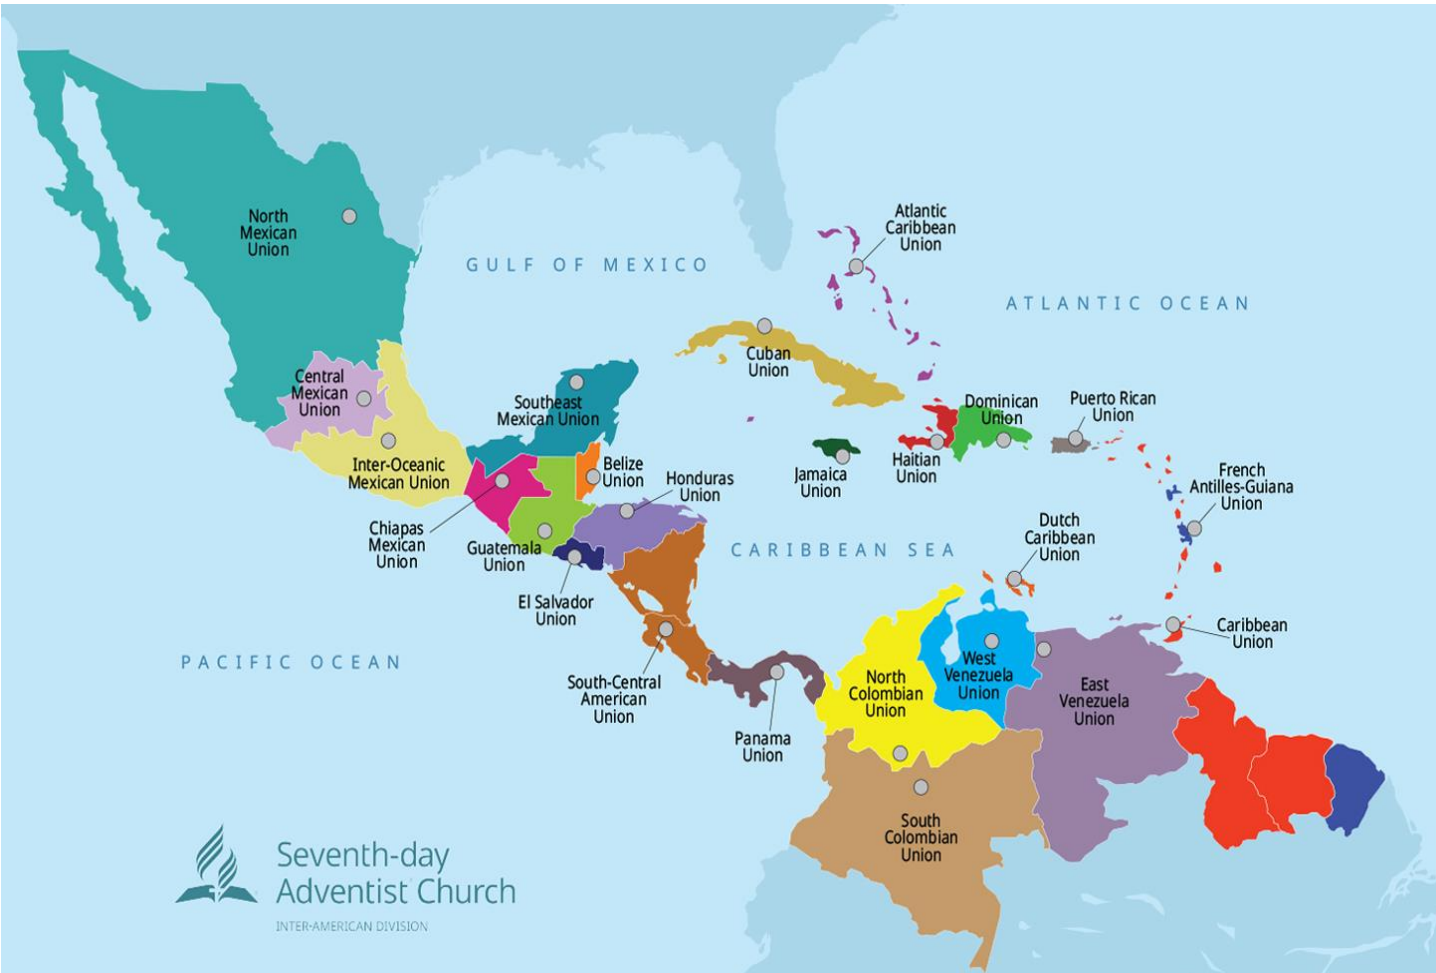 Atlantic
Caribbean
Union
North
Mexican
Union
GULF OF MEXICO
ATLANTIC OCEAN
Cuban
Union
Central
Mexican
Union
Southeast
Mexican Union
Dominican
Union
Puerto Rican
Union
Inter-Oceanic
Mexican Union
Belize
Union
Honduras
Union
Jamaica
Union
Haitian
Union
French
Antilles-Guiana
Union
Chiapas
Mexican
Union
Guatemala
Union
CARIBBEAN SEA
Dutch
Caribbean
Union
El Salvador
Union
Caribbean
Union
PACIFIC OCEAN
South-Central
American
Union
North
Colombian
Union
West
Venezuela
Union
East
Venezuela
Union
Panama
Union
South
Colombian
Union
Seventh-day
Adventist Church
INTER-AMERICAN DIVISION